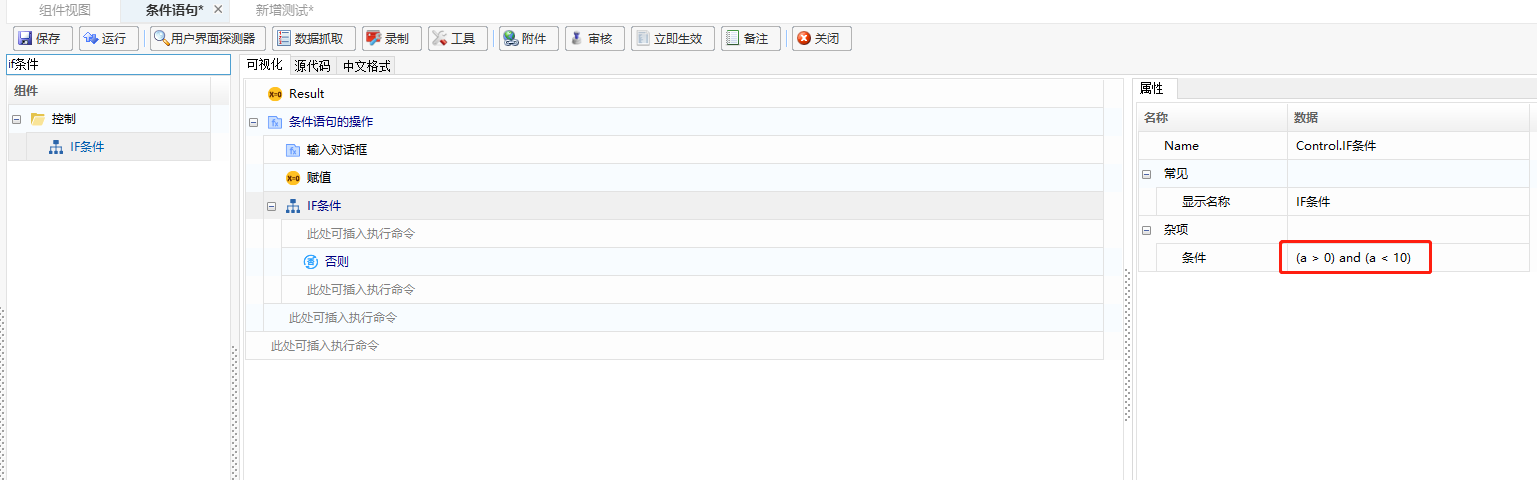 组件视图 条件语句* 新增测试*
保存 运行 用户界面探测器 数据抓取 录制 工具 附件 审核 立即生效 备注 关闭
if条件
组件
控制
IF条件
可视化 源代码 中文格式
Result
条件语句的操作
输入对话框
赋值
IF条件
此处可插入执行命令
否则
此处可插入执行命令
此处可插入执行命令
此处可插入执行命令
属性
名称 数据
Name Control.IF条件
常见
显示名称 IF条件
杂项
条件 (a > 0) and (a < 10)